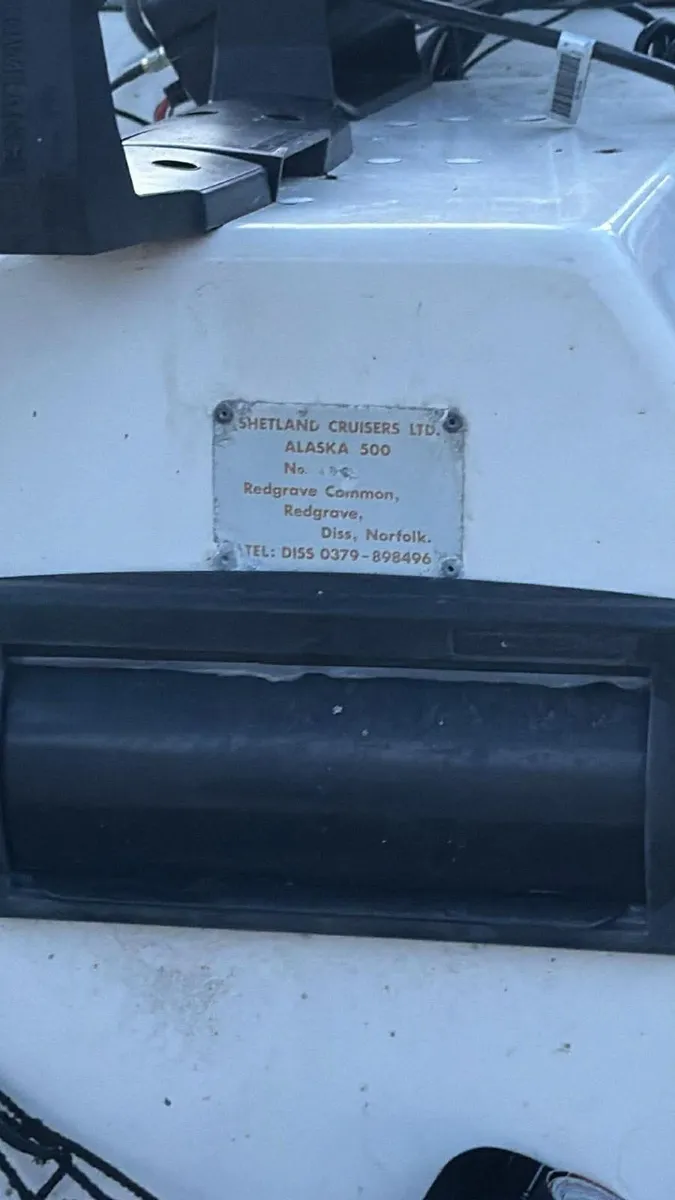 SHETLAND CRUISERS LTD.
ALASKA 500
No.
Redgrave Common,
Redgrave,
Diss, Norfolk.
TEL: DISS 0379-898496